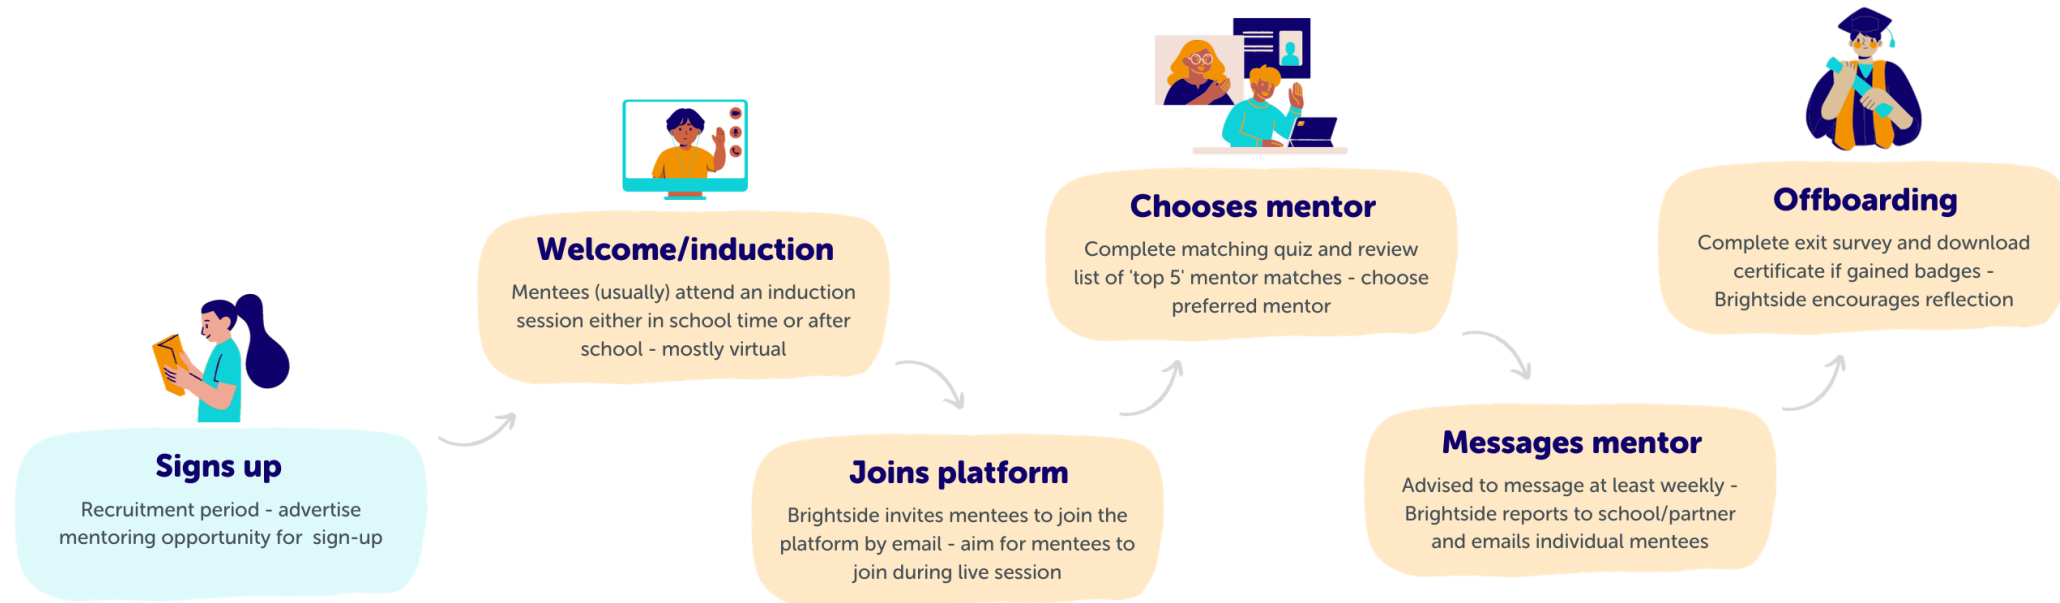 Signs up
Recruitment period - advertise
mentoring opportunity for  sign-up
Welcome/induction
Mentees (usually) attend an induction
session either in school time or after
school - mostly virtual
Joins platform
Brightside invites mentees to join the
platform by email - aim for mentees to
join during live session
Chooses mentor
Complete matching quiz and review
list of 'top 5' mentor matches - choose
preferred mentor
Messages mentor
Advised to message at least weekly -
Brightside reports to school/partner
and emails individual mentees
Offboarding
Complete exit survey and download
certificate if gained badges -
Brightside encourages reflection